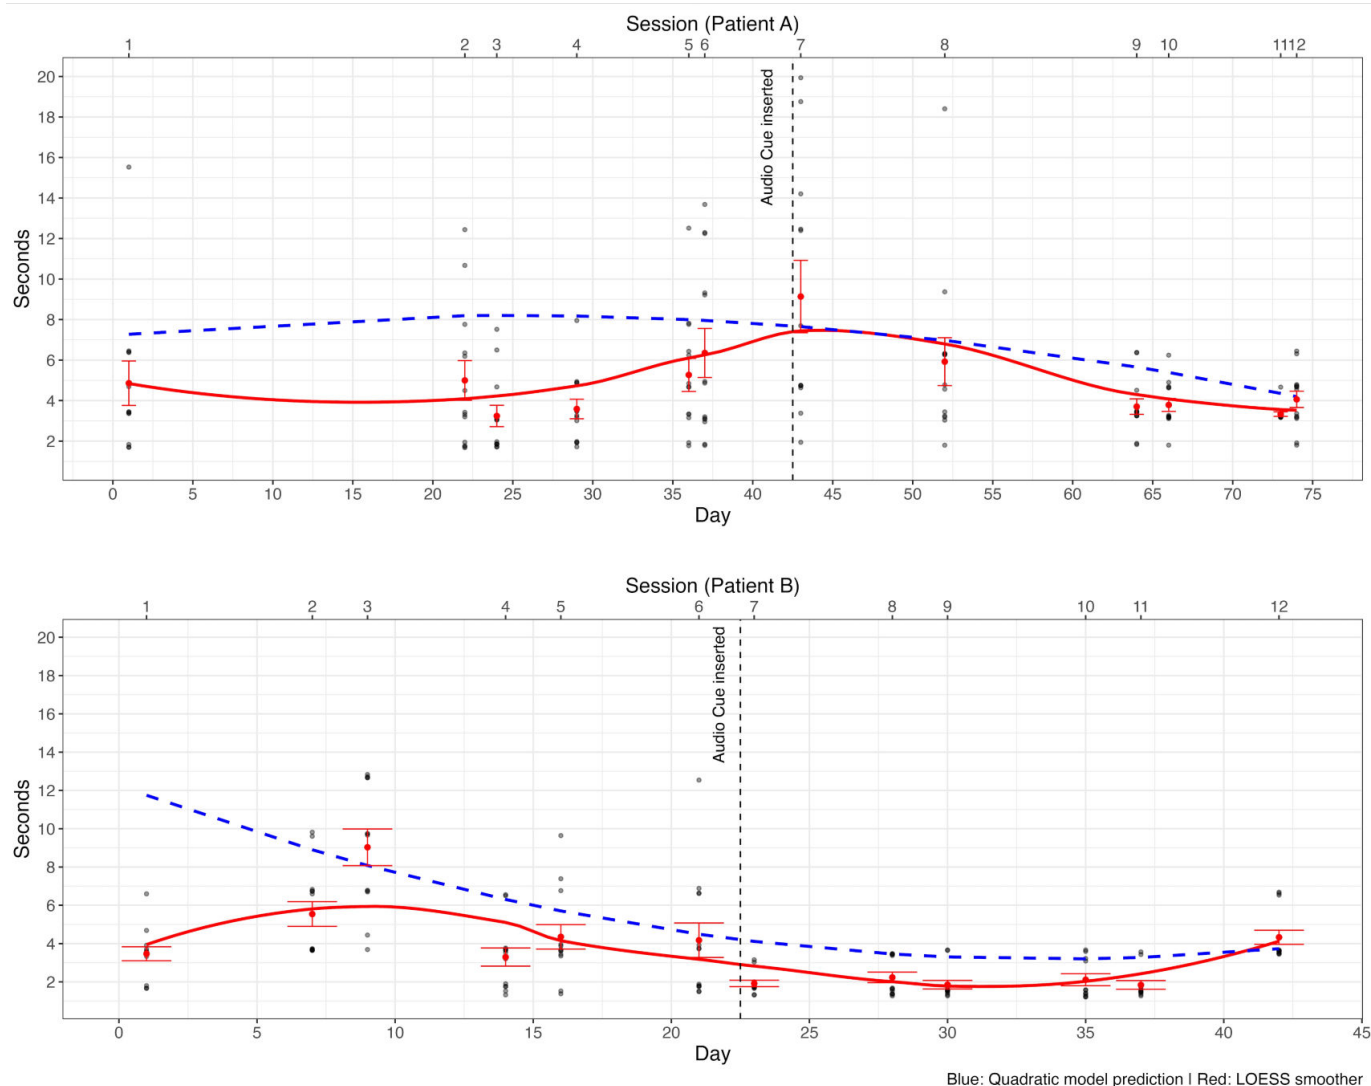 Session (Patient A)
1 2 3 4 5 6 7 8 9 10 11 12
20
18
16
14
12
10
8
6
4
2
Seconds
Audio Cue inserted
0 5 10 15 20 25 30 35 40 45 50 55 60 65 70 75
Day
Session (Patient B)
1 2 3 4 5 6 7 8 9 10 11 12
20
18
16
14
12
10
8
6
4
2
Seconds
Audio Cue inserted
0 5 10 15 20 25 30 35 40 45
Day
Blue: Quadratic model prediction | Red: LOESS smoother